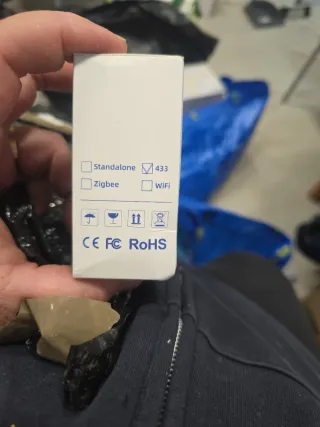 Standalone 433
Zigbee WiFi
CE FC RoHS